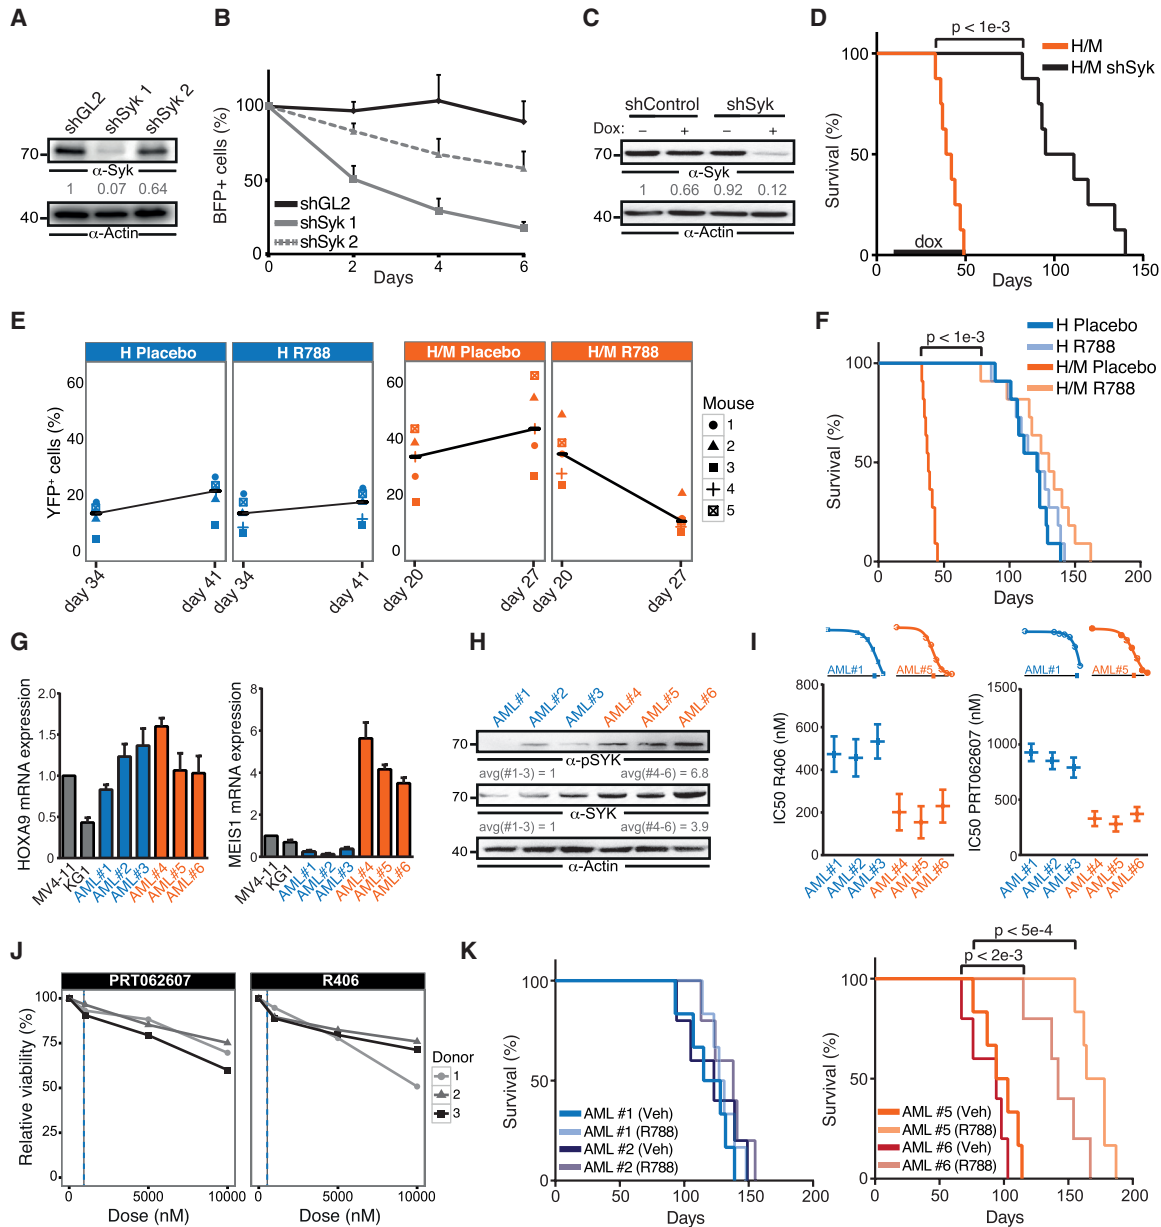 A
shGL2
shSyk 1
shSyk 2
70
α-Syk
1 0.07 0.64
40
α-Actin
B
BFP+ cells (%)
100
50
0
shGL2
shSyk 1
shSyk 2
0 2 4 6
Days
C
shControl shSyk
Dox: – + – +
70
α-Syk
1 0.66 0.92 0.12
40
α-Actin
D
p < 1e-3
H/M
H/M shSyk
Survival (%)
100
50
0
dox
0 50 100 150
Days
E
H Placebo
H R788
H/M Placebo
H/M R788
YFP+ cells (%)
60
40
20
0
60
40
20
0
day 34
day 41
day 34
day 41
day 20
day 27
day 20
day 27
Mouse
1
2
3
4
5
F
p < 1e-3
H Placebo
H R788
H/M Placebo
H/M R788
Survival (%)
100
50
0
0 50 100 150 200
Days
G
HOXA9 mRNA expression
2.0
1.5
1.0
0.5
0.0
MV4-11
KG1
AML#1
AML#2
AML#3
AML#4
AML#5
AML#6
MEIS1 mRNA expression
8
6
4
2
0
MV4-11
KG1
AML#1
AML#2
AML#3
AML#4
AML#5
AML#6
H
AML#1
AML#2
AML#3
AML#4
AML#5
AML#6
70
α-pSYK
avg(#1-3) = 1 avg(#4-6) = 6.8
70
α-SYK
avg(#1-3) = 1 avg(#4-6) = 3.9
40
α-Actin
I
AML#1
AML#5
IC50 R406 (nM)
800
600
400
200
0
AML#1
AML#2
AML#3
AML#4
AML#5
AML#6
AML#1
AML#5
IC50 PRT062607 (nM)
1500
1000
500
0
AML#1
AML#2
AML#3
AML#4
AML#5
AML#6
J
PRT062607
R406
Relative viability (%)
100
75
50
25
0
0 5000 10000
Dose (nM)
100
75
50
25
0
0 5000 10000
Dose (nM)
Donor
1
2
3
K
Survival (%)
100
50
0
AML #1 (Veh)
AML #1 (R788)
AML #2 (Veh)
AML #2 (R788)
0 50 100 150 200
Days
p < 5e-4
p < 2e-3
Survival (%)
100
50
0
AML #5 (Veh)
AML #5 (R788)
AML #6 (Veh)
AML #6 (R788)
0 50 100 150 200
Days